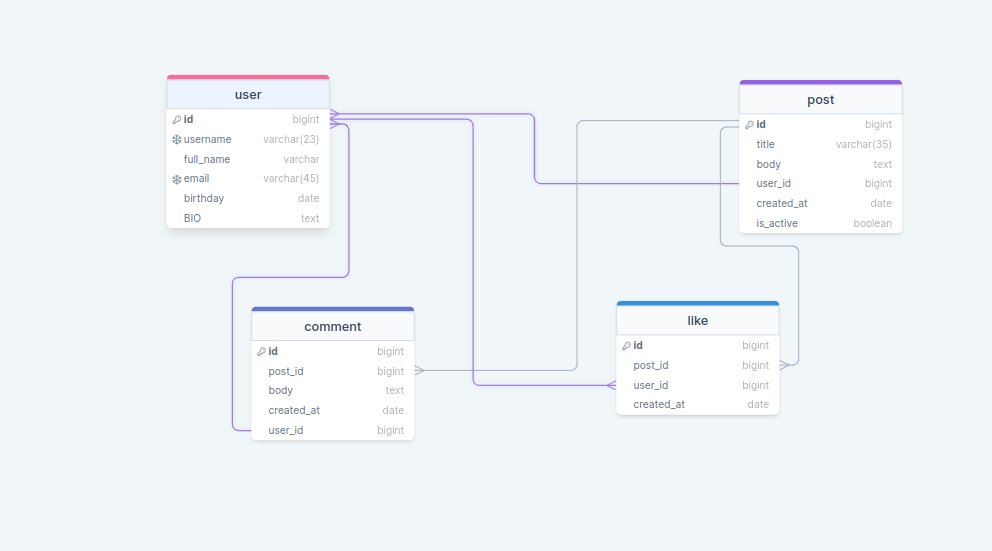 user
id bigint
username varchar(23)
full_name varchar
email varchar(45)
birthday date
BIO text
post
id bigint
title varchar(35)
body text
user_id bigint
created_at date
is_active boolean
comment
id bigint
post_id bigint
body text
created_at date
user_id bigint
like
id bigint
post_id bigint
user_id bigint
created_at date